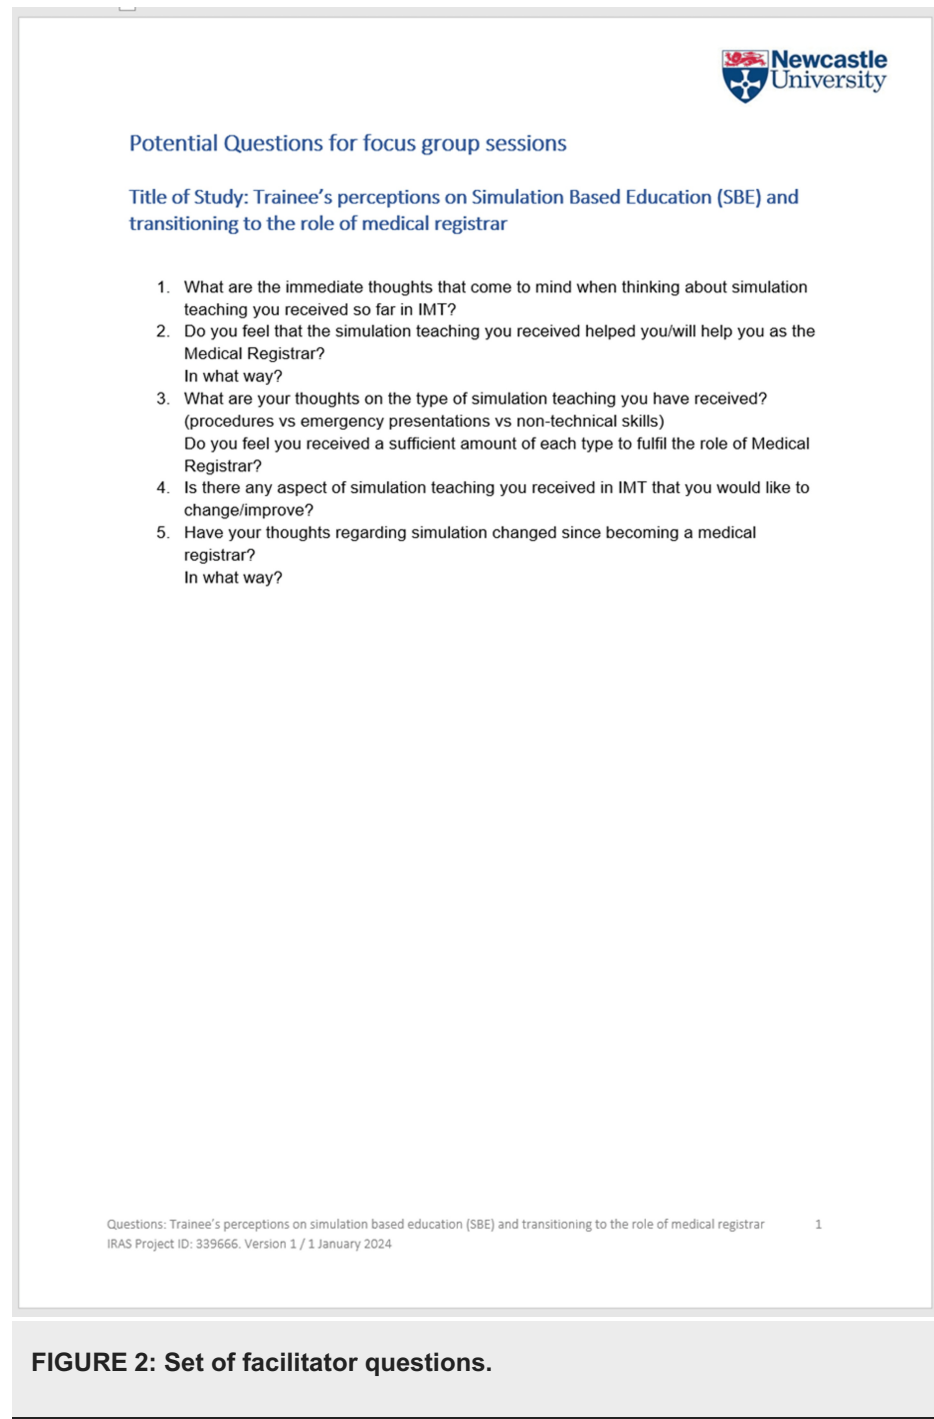 Newcastle
University
Potential Questions for focus group sessions
Title of Study: Trainee’s perceptions on Simulation Based Education (SBE) and
transitioning to the role of medical registrar
1. What are the immediate thoughts that come to mind when thinking about simulation
teaching you received so far in IMT?
2. Do you feel that the simulation teaching you received helped you/will help you as the
Medical Registrar?
In what way?
3. What are your thoughts on the type of simulation teaching you have received?
(procedures vs emergency presentations vs non-technical skills)
Do you feel you received a sufficient amount of each type to fulfil the role of Medical
Registrar?
4. Is there any aspect of simulation teaching you received in IMT that you would like to
change/improve?
5. Have your thoughts regarding simulation changed since becoming a medical
registrar?
In what way?
Questions: Trainee’s perceptions on simulation based education (SBE) and transitioning to the role of medical registrar 1
IRAS Project ID: 339666. Version 1 / 1 January 2024
FIGURE 2: Set of facilitator questions.